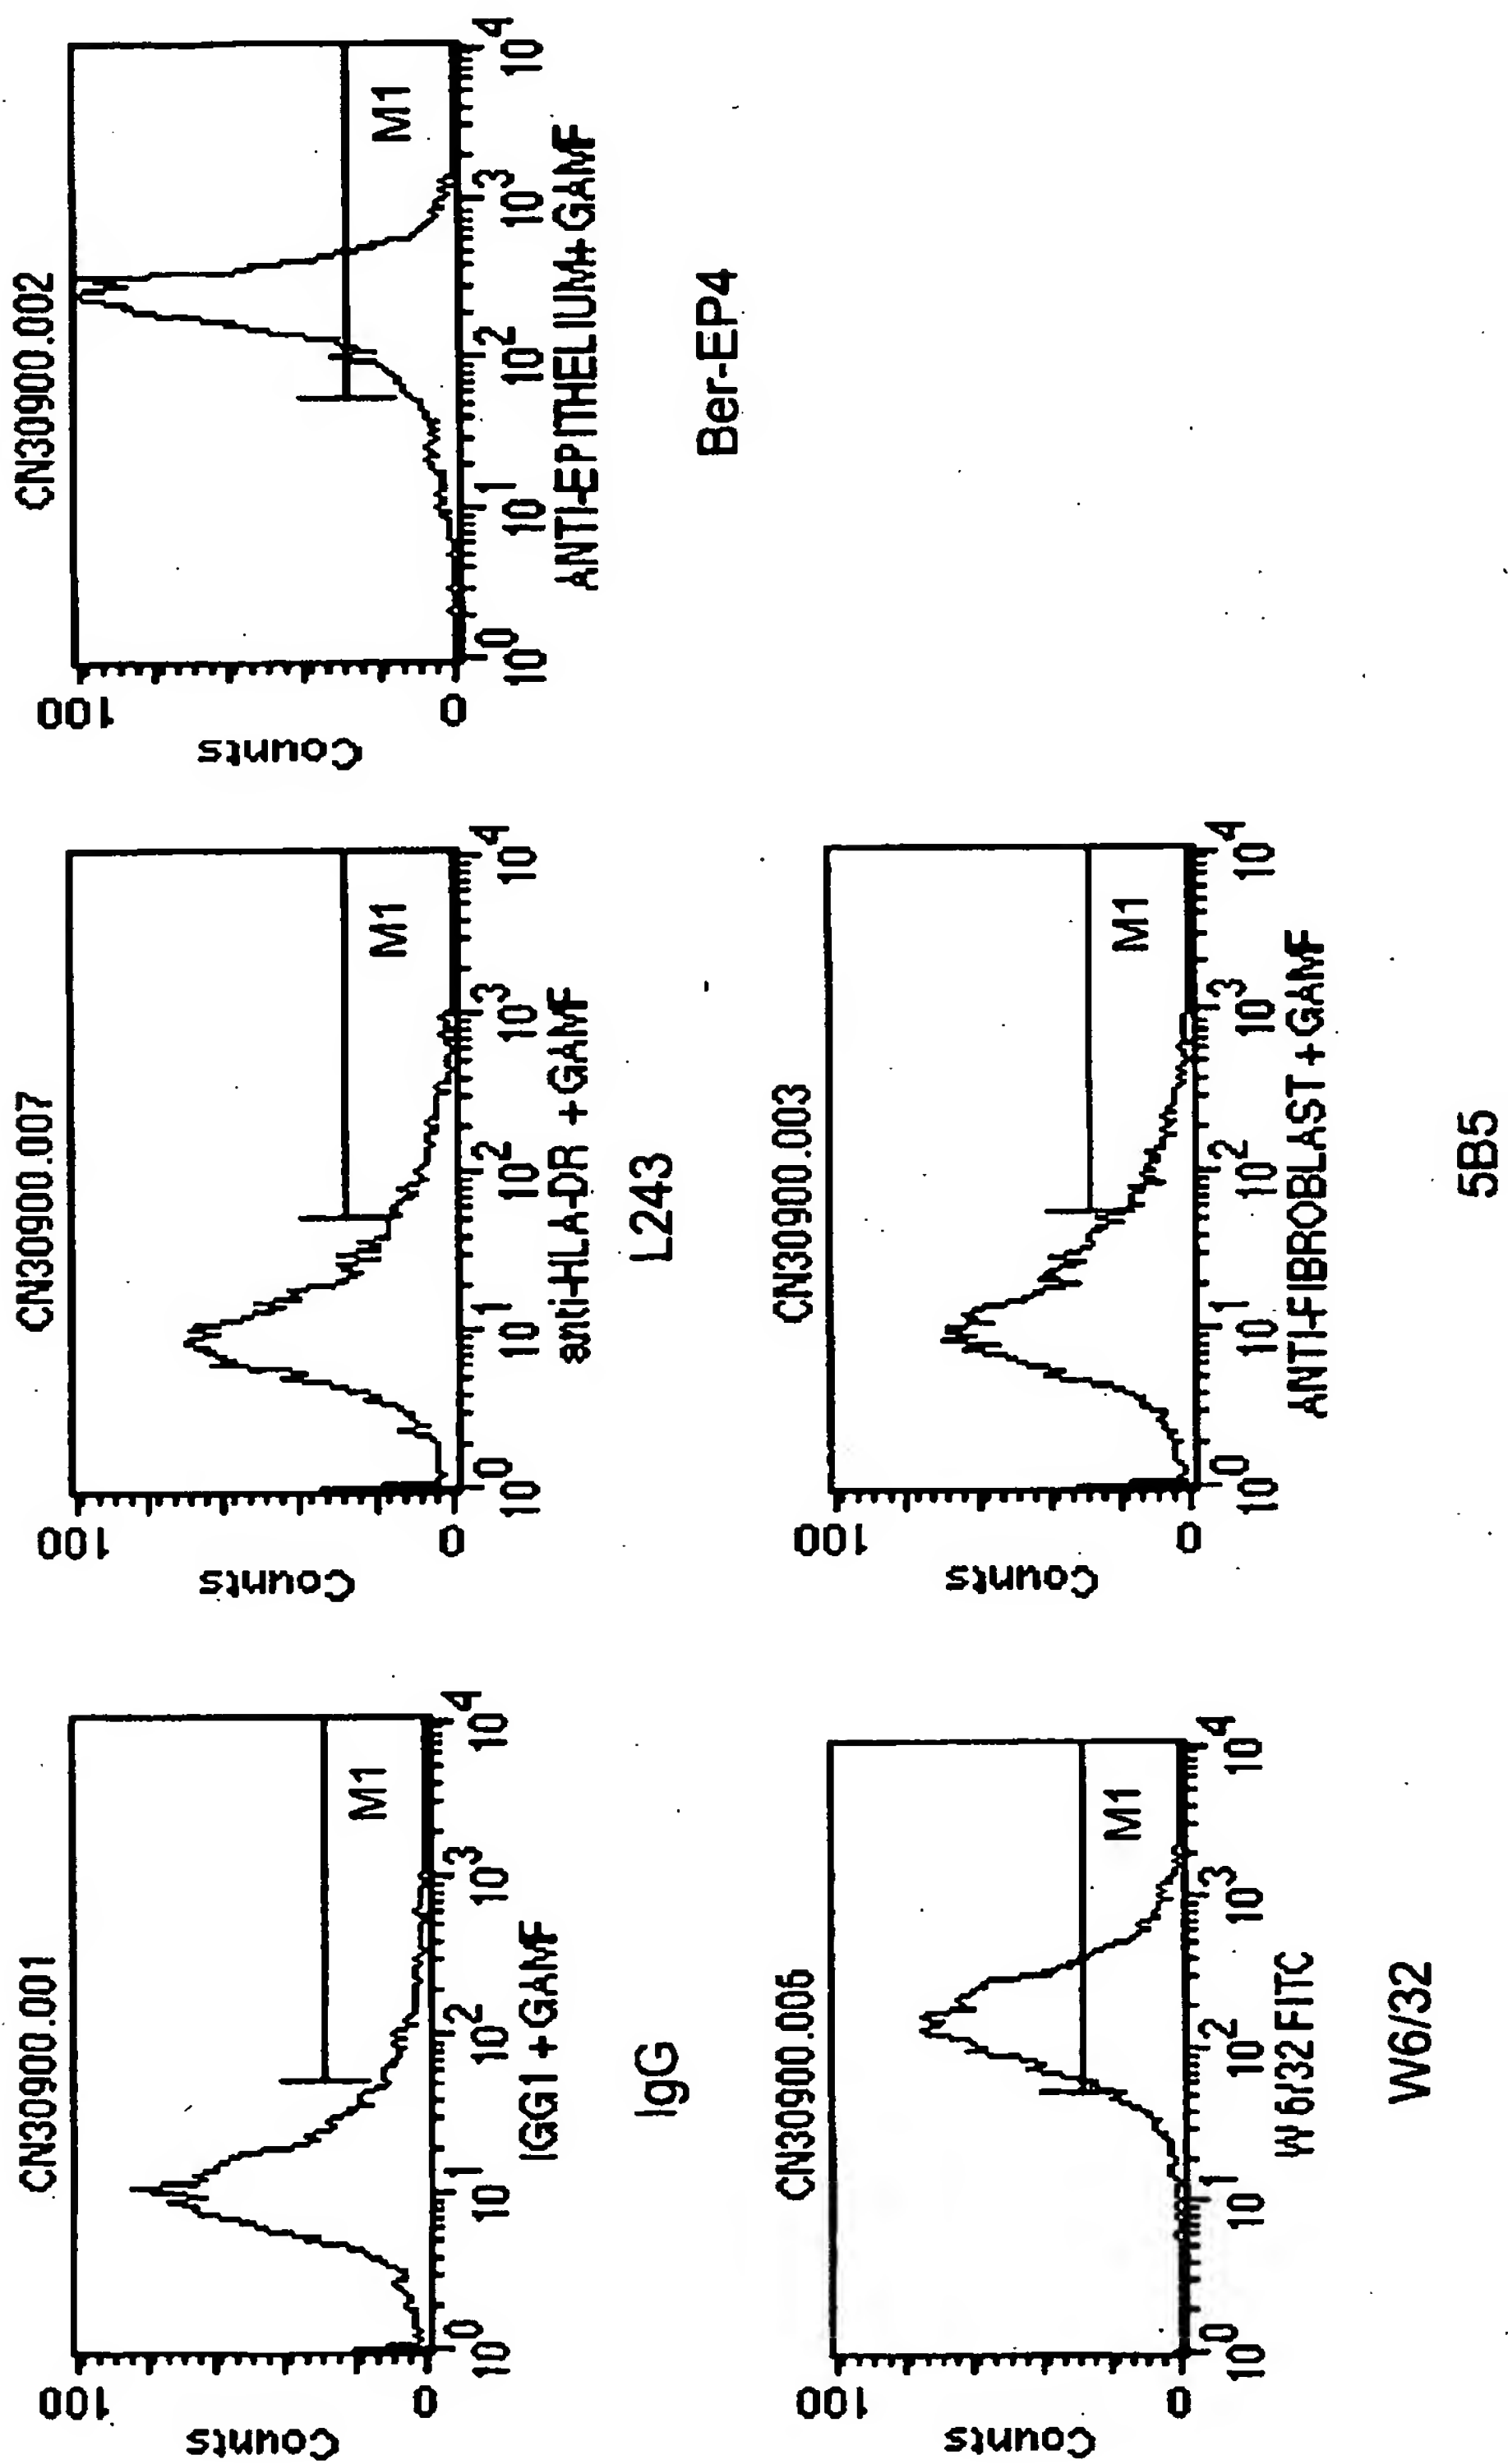 CN30900.001
100
Counts
0
M1
10^0 10^1 10^2 10^3 10^4
IGG1 +GAMF
IgG
CN30900.007
100
Counts
0
M1
10^0 10^1 10^2 10^3 10^4
anti-HLA-DR +GAMF
L243
CN30900.002
100
Counts
0
M1
10^0 10^1 10^2 10^3 10^4
ANTI-EPITHELIUM+GAMF
Ber-EP4
CN30900.006
100
Counts
0
M1
10^0 10^1 10^2 10^3 10^4
W6/32 FITC
W6/32
CN30900.003
100
Counts
0
M1
10^0 10^1 10^2 10^3 10^4
ANTI-FIBROBLAST +GAMF
5B5